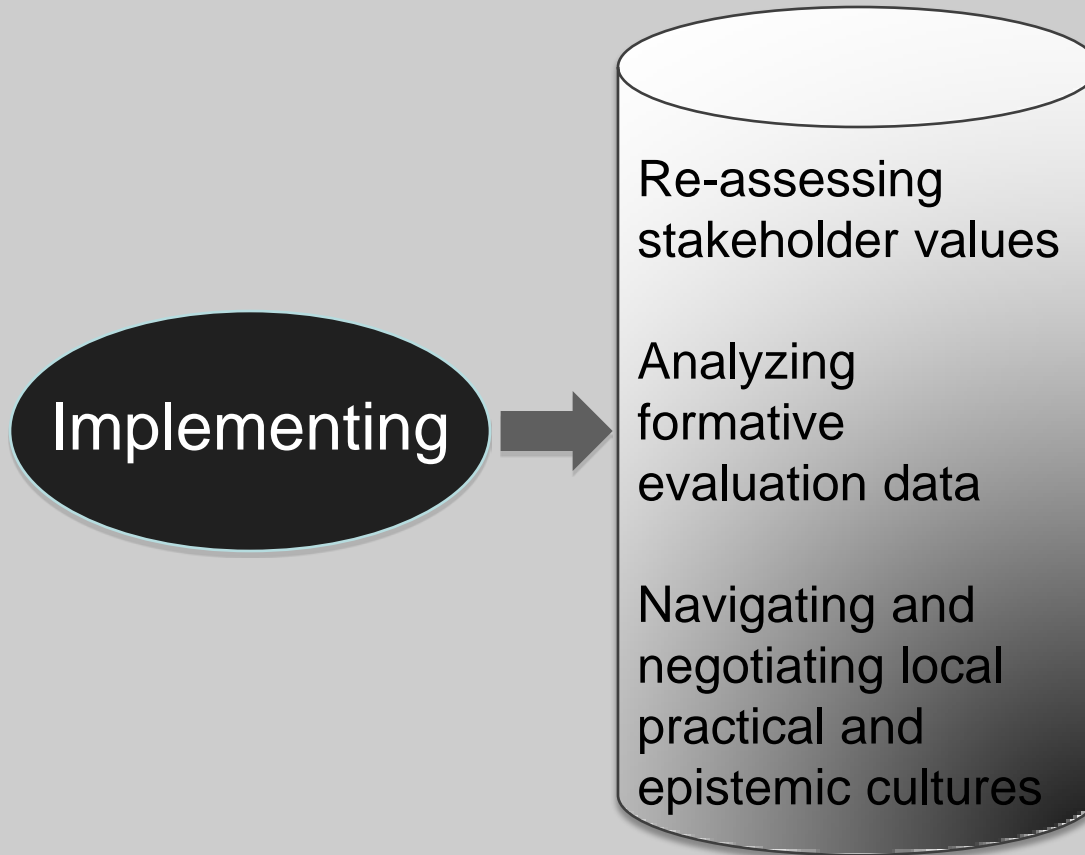 Implementing
Re-assessing
stakeholder values
Analyzing
formative
evaluation data
Navigating and
negotiating local
practical and
epistemic cultures